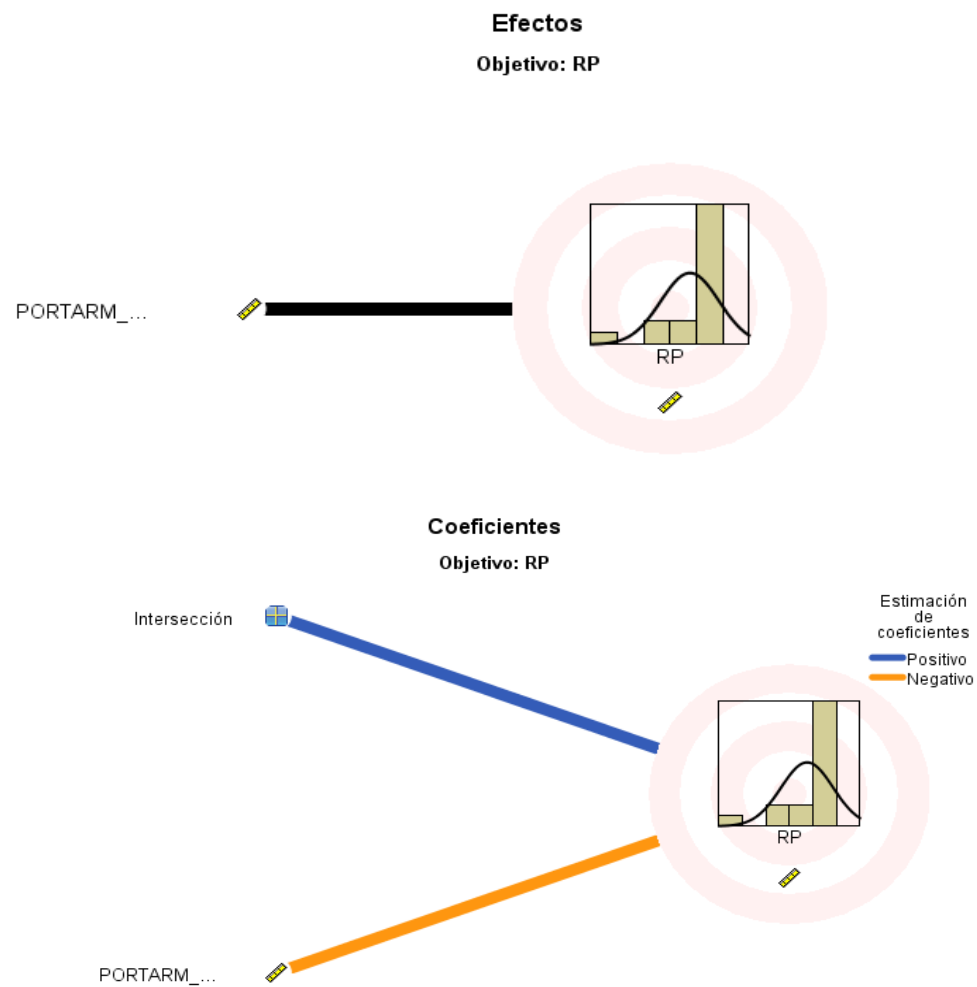 Efectos
Objetivo: RP
PORTARM_...
RP
Coeficientes
Objetivo: RP
Intersección
Estimación
de
coeficientes
Positivo
Negativo
RP
PORTARM_...